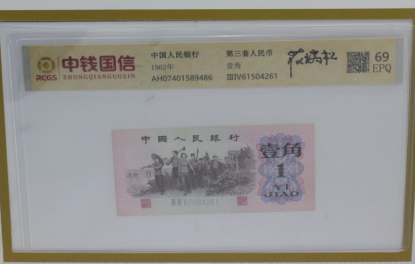 RCGS
中钱国信
ZHONGQIANGUOXIN
中国人民银行
1962年
AH07401589486
第三套人民币
壹角
ⅢⅣ61504261
69
EPQ
中國人民銀行
壹角
1
YI
JIAO